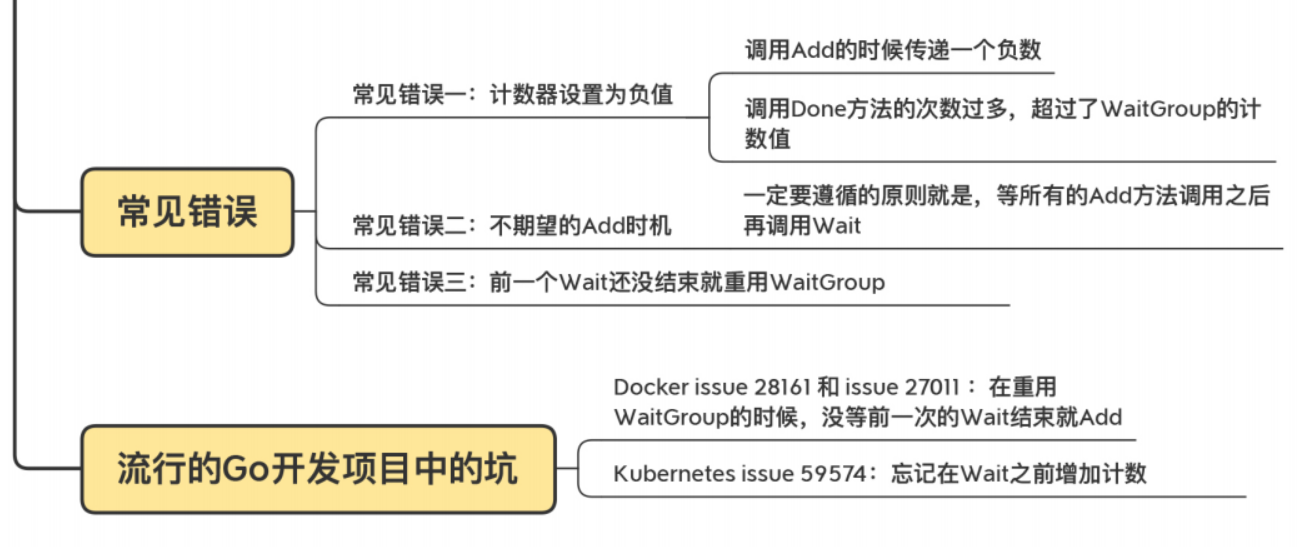 常见错误
常见错误一：计数器设置为负值
调用Add的时候传递一个负数
调用Done方法的次数过多，超过了WaitGroup的计
数值
常见错误二：不期望的Add时机
一定要遵循的原则就是，等所有的Add方法调用之后
再调用Wait
常见错误三：前一个Wait还没结束就重用WaitGroup
流行的Go开发项目中的坑
Docker issue 28161 和 issue 27011 ：在重用
WaitGroup的时候，没等前一次的Wait结束就Add
Kubernetes issue 59574：忘记在Wait之前增加计数